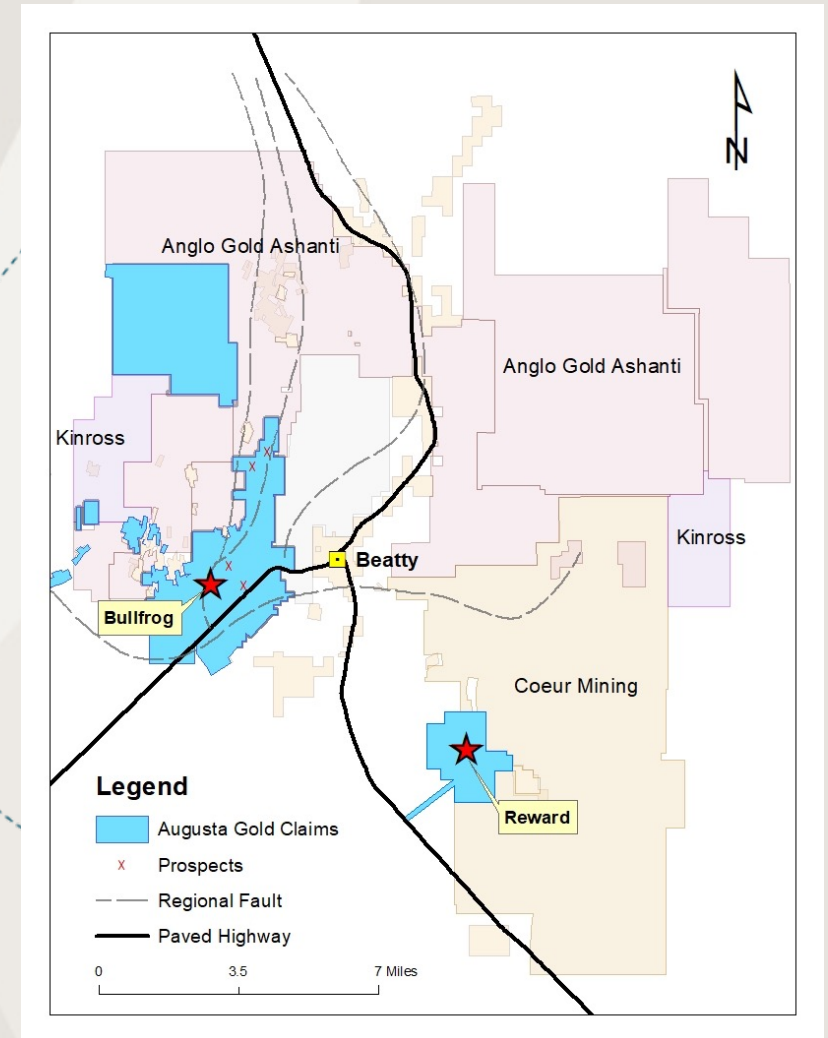 N
Anglo Gold Ashanti
Anglo Gold Ashanti
Kinross
Kinross
Beatty
Bullfrog
Coeur Mining
Reward
Legend
Augusta Gold Claims
x Prospects
Regional Fault
Paved Highway
0 3.5 7 Miles